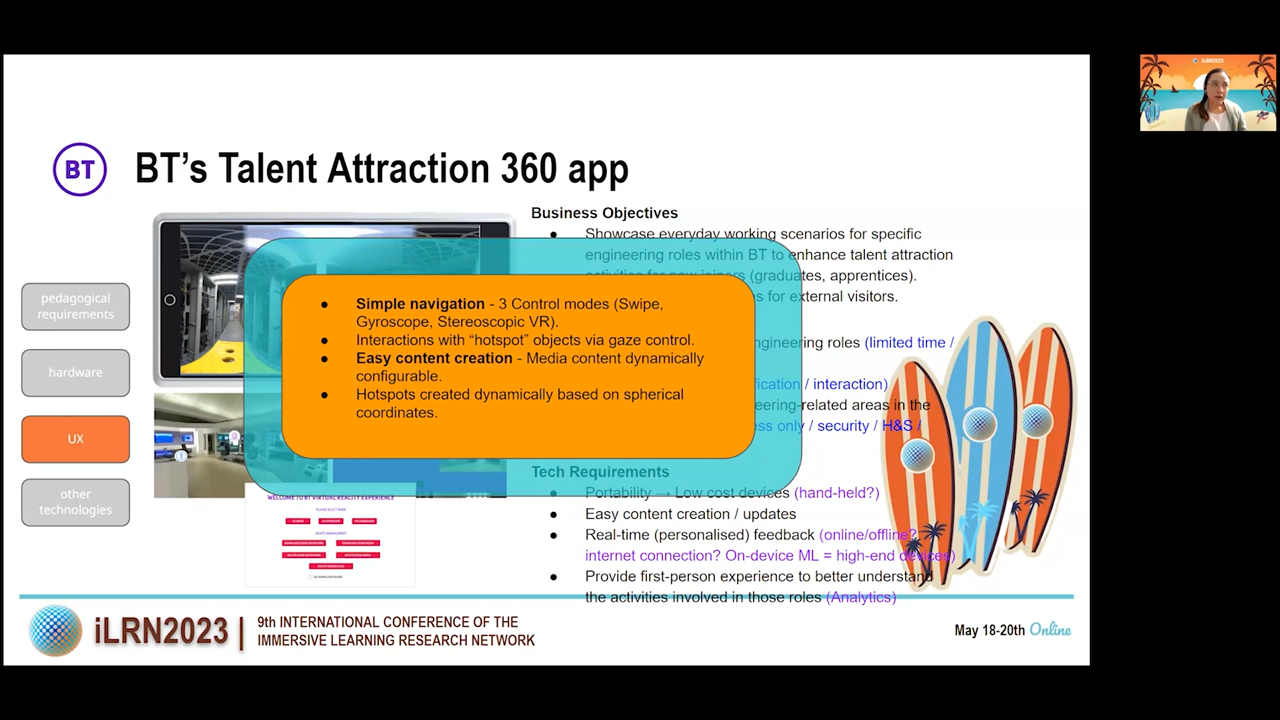 iLRN2023
BT
BT's Talent Attraction 360 app
Business Objectives
● Showcase everyday working scenarios for specific
engineering roles within BT to enhance talent attraction
activities for new joiners (graduates, apprentices).
for external visitors.
engineering roles (limited time /
/ interaction)
areas in the
only / security / H&S /
pedagogical
requirements
hardware
UX
other
technologies
● Simple navigation - 3 Control modes (Swipe,
Gyroscope, Stereoscopic VR).
● Interactions with “hotspot” objects via gaze control.
● Easy content creation - Media content dynamically
configurable.
● Hotspots created dynamically based on spherical
coordinates.
Tech Requirements
● Portability → Low cost devices (hand-held?)
● Easy content creation / updates
● Real-time (personalised) feedback (online/offline?
internet connection? On-device ML = high-end devices)
● Provide first-person experience to better understand
the activities involved in those roles (Analytics)
WELCOME TO BT VIRTUAL REALITY EXPERIENCE
iLRN2023
9th INTERNATIONAL CONFERENCE OF THE
IMMERSIVE LEARNING RESEARCH NETWORK
May 18-20th Online